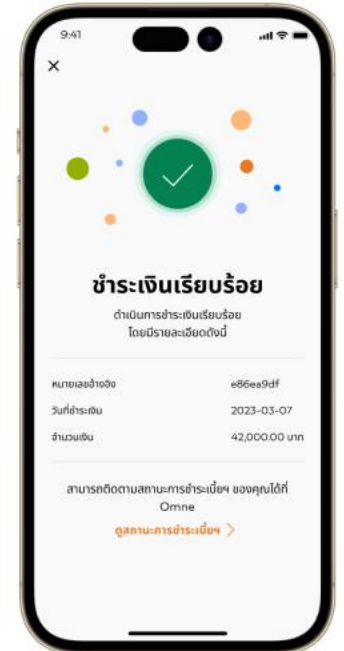 9:41
ชำระเงินเรียบร้อย
ดำเนินการชำระเงินเรียบร้อย
โดยมีรายละเอียดดังนี้
หมายเลขอ้างอิง e86ea9df
วันที่ชำระเงิน 2023-03-07
จำนวนเงิน 42,000.00 บาท
สามารถติดตามสถานะการชำระเบี้ยฯ ของคุณได้ที่
Omne
ดูสถานะการชำระเบี้ยฯ